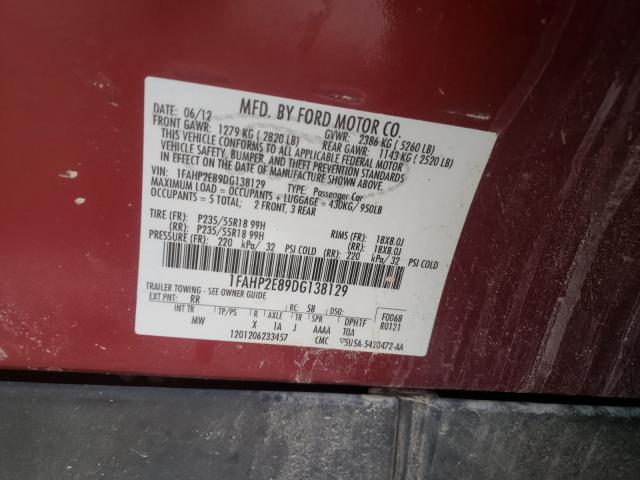 MFD. BY FORD MOTOR CO.
DATE: 06/12 GVWR: 2386 KG ( 5260 LB)
FRONT GAWR: 1279 KG ( 2820 LB) REAR GAWR: 1143 KG ( 2520 LB)
THIS VEHICLE CONFORMS TO ALL APPLICABLE FEDERAL MOTOR
VEHICLE SAFETY, BUMPER, AND THEFT PREVENTION STANDARDS
IN EFFECT ON THE DATE OF MANUFACTURE SHOWN ABOVE.
VIN: 1FAHP2E89DG138129 TYPE: Passenger Car
MAXIMUM LOAD = OCCUPANTS + LUGGAGE = 430KG/ 950LB
OCCUPANTS = 5 TOTAL; 2 FRONT, 3 REAR
TIRE (FR): P235/55R18 99H RIMS (FR): 18X8.0J
(RR): P235/55R18 99H (RR): 18X8.0J
PRESSURE (FR): 220 kPa/ 32 PSI COLD (RR): 220 kPa/ 32 PSI COLD
1FAHP2E89DG138129
TRAILER TOWING - SEE OWNER GUIDE
EXT PNT: RR RC: 58 DSO: F0068
INT TR TP/PS R AXLE TR SPR DPHTF R0121
MW X 1A J AAAA TOA
1201206233457 CMC 5U5A-5420472-AA